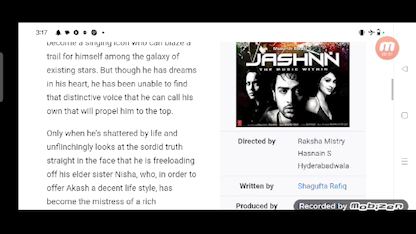 3:17
become a singing icon who can blaze a
trail for himself among the galaxy of
existing stars. But though he has dreams
in his heart, he has been unable to find
that distinctive voice that he can call his
own that will propel him to the top.
Only when he's shattered by life and
unflinchingly looks at the sordid truth
straight in the face that he is freeloading
off his elder sister Nisha, who, in order to
offer Akash a decent life style, has
become the mistress of a rich
JASHNN
THE MUSIC WITHIN
Directed by
Raksha Mistry
Hasnain S
Hyderabadwala
Written by
Shagufta Rafiq
Produced by
Recorded by Mobizen